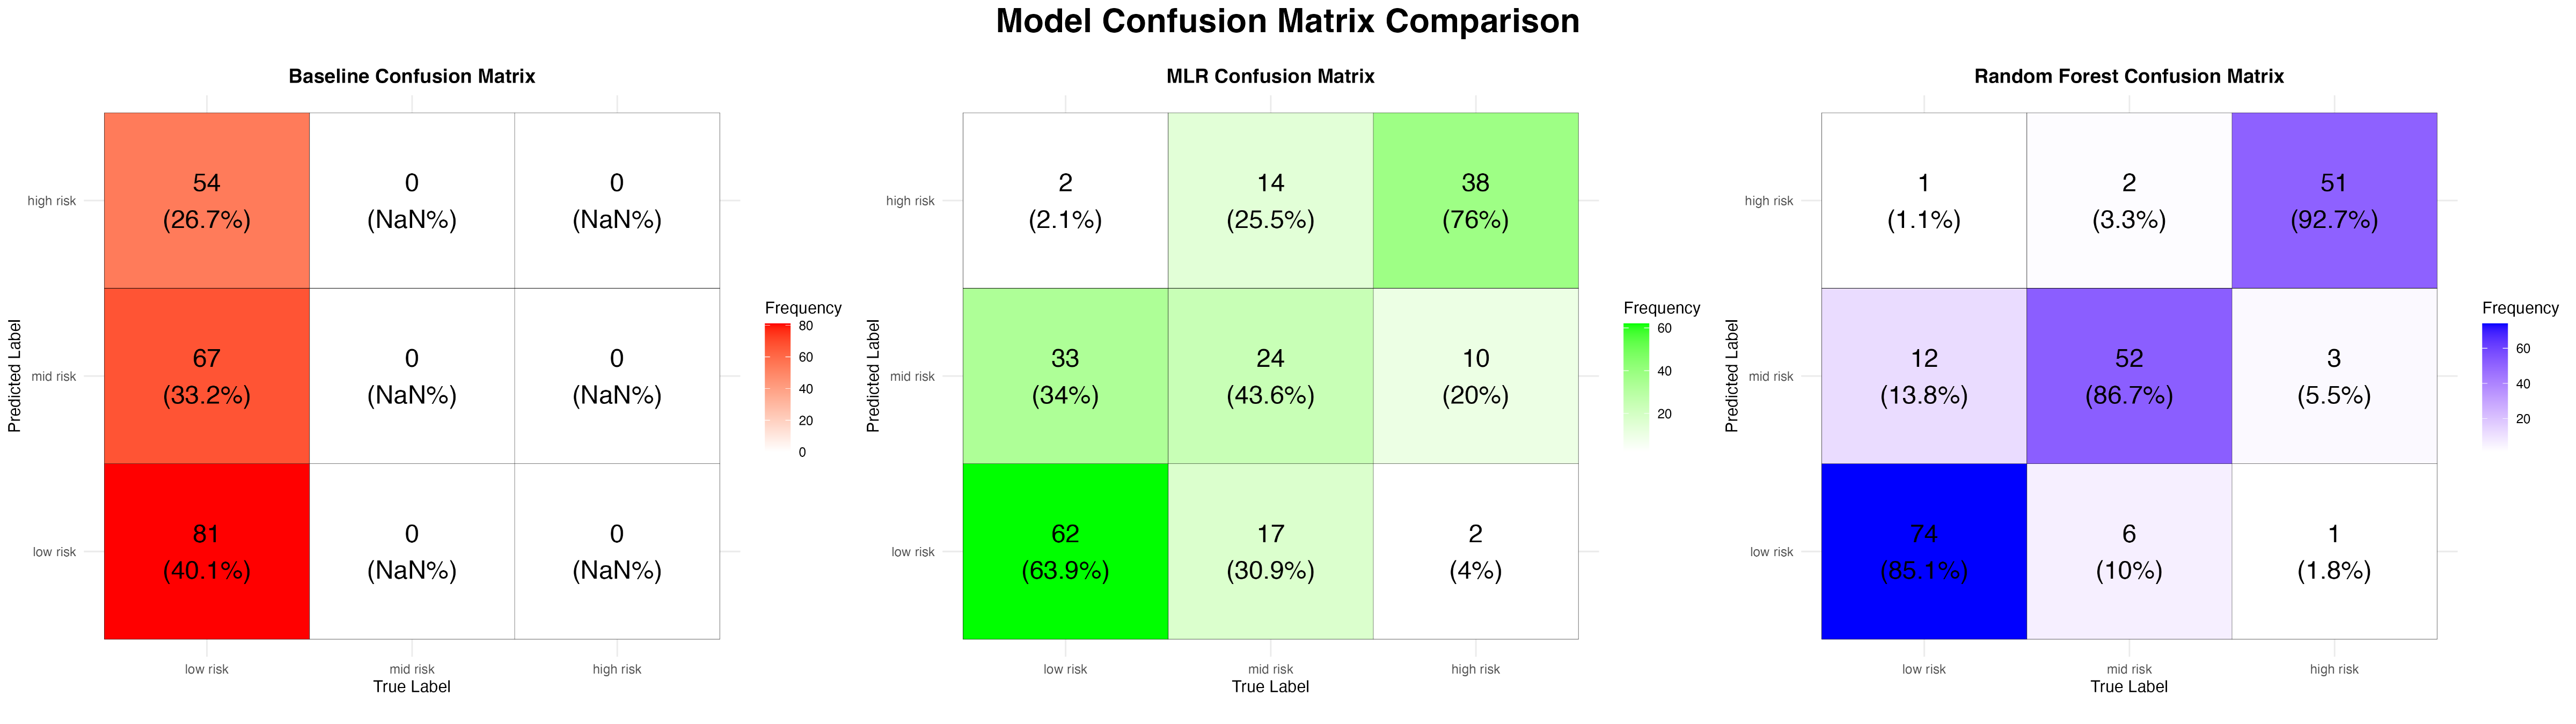 Model Confusion Matrix Comparison
Baseline Confusion Matrix
Predicted Label
high risk
mid risk
low risk
54 0 0
(26.7%) (NaN%) (NaN%)
67 0 0
(33.2%) (NaN%) (NaN%)
81 0 0
(40.1%) (NaN%) (NaN%)
low risk mid risk high risk
True Label
Frequency
80
60
40
20
0
MLR Confusion Matrix
Predicted Label
high risk
mid risk
low risk
2 14 38
(2.1%) (25.5%) (76%)
33 24 10
(34%) (43.6%) (20%)
62 17 2
(63.9%) (30.9%) (4%)
low risk mid risk high risk
True Label
Frequency
60
40
20
Random Forest Confusion Matrix
Predicted Label
high risk
mid risk
low risk
1 2 51
(1.1%) (3.3%) (92.7%)
12 52 3
(13.8%) (86.7%) (5.5%)
74 6 1
(85.1%) (10%) (1.8%)
low risk mid risk high risk
True Label
Frequency
60
40
20